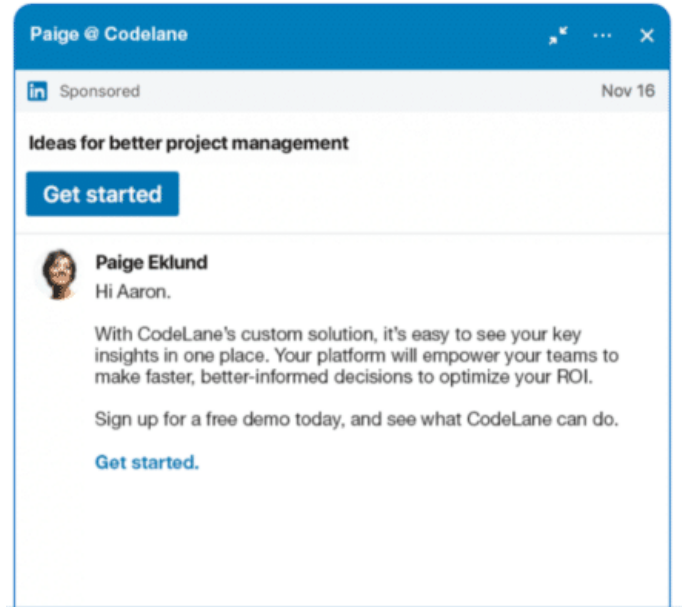 Paige @ Codelane
in Sponsored
Nov 16
Ideas for better project management
Get started
Paige Eklund
Hi Aaron.
With CodeLane's custom solution, it's easy to see your key
insights in one place. Your platform will empower your teams to
make faster, better-informed decisions to optimize your ROI.
Sign up for a free demo today, and see what CodeLane can do.
Get started.